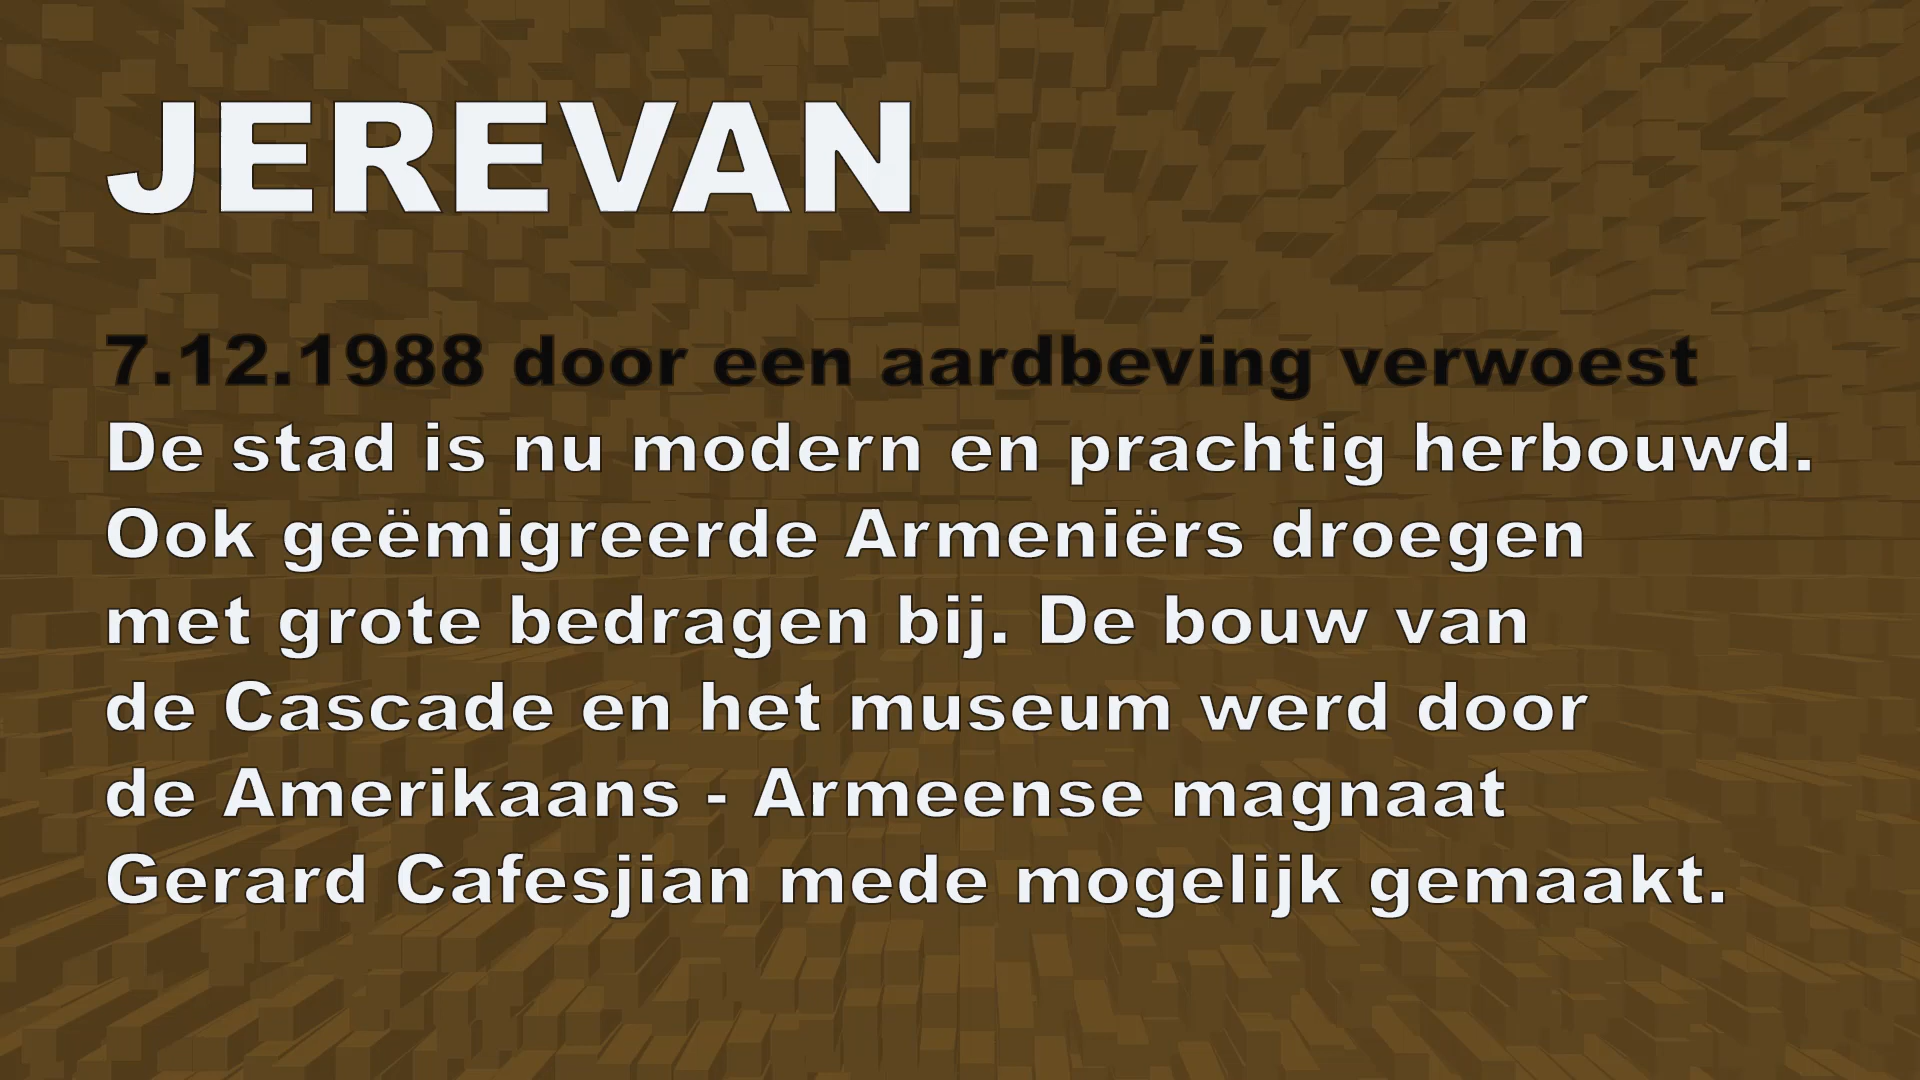 JEREVAN
7.12.1988 door een aardbeving verwoest
De stad is nu modern en prachtig herbouwd.
Ook geëmigreerde Armeniërs droegen
met grote bedragen bij. De bouw van
de Cascade en het museum werd door
de Amerikaans - Armeense magnaat
Gerard Cafesjian mede mogelijk gemaakt.